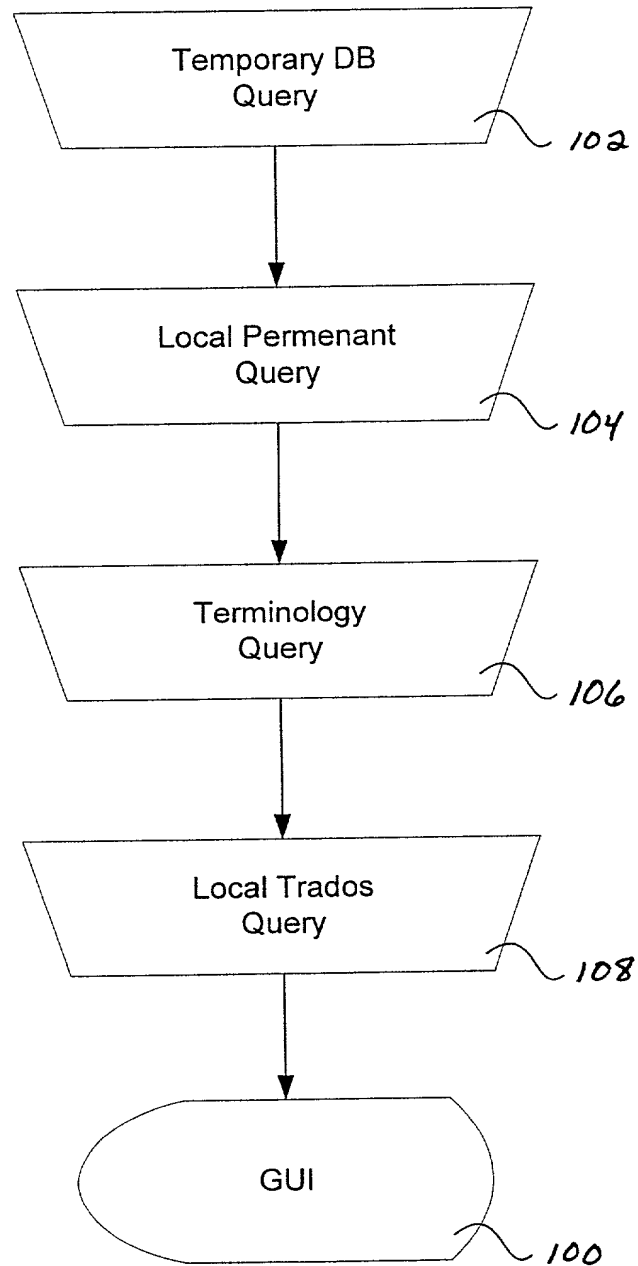 Temporary DB
Query
102
Local Permenant
Query
104
Terminology
Query
106
Local Trados
Query
108
GUI
100